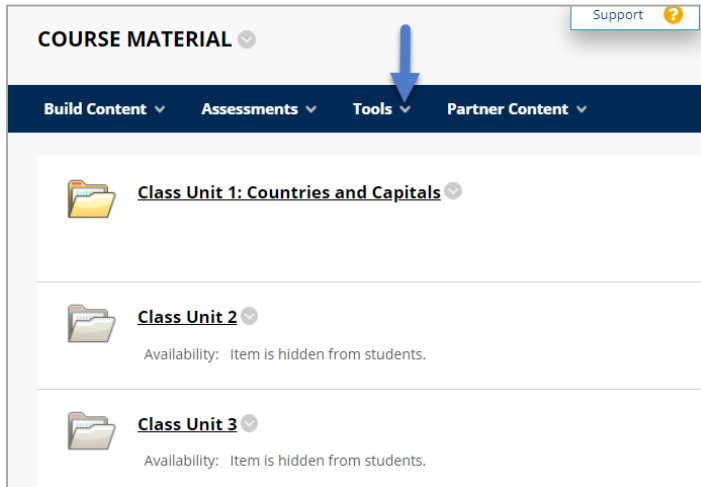 Support ?
COURSE MATERIAL
Build Content Assessments Tools Partner Content
Class Unit 1: Countries and Capitals
Class Unit 2
Availability: Item is hidden from students.
Class Unit 3
Availability: Item is hidden from students.